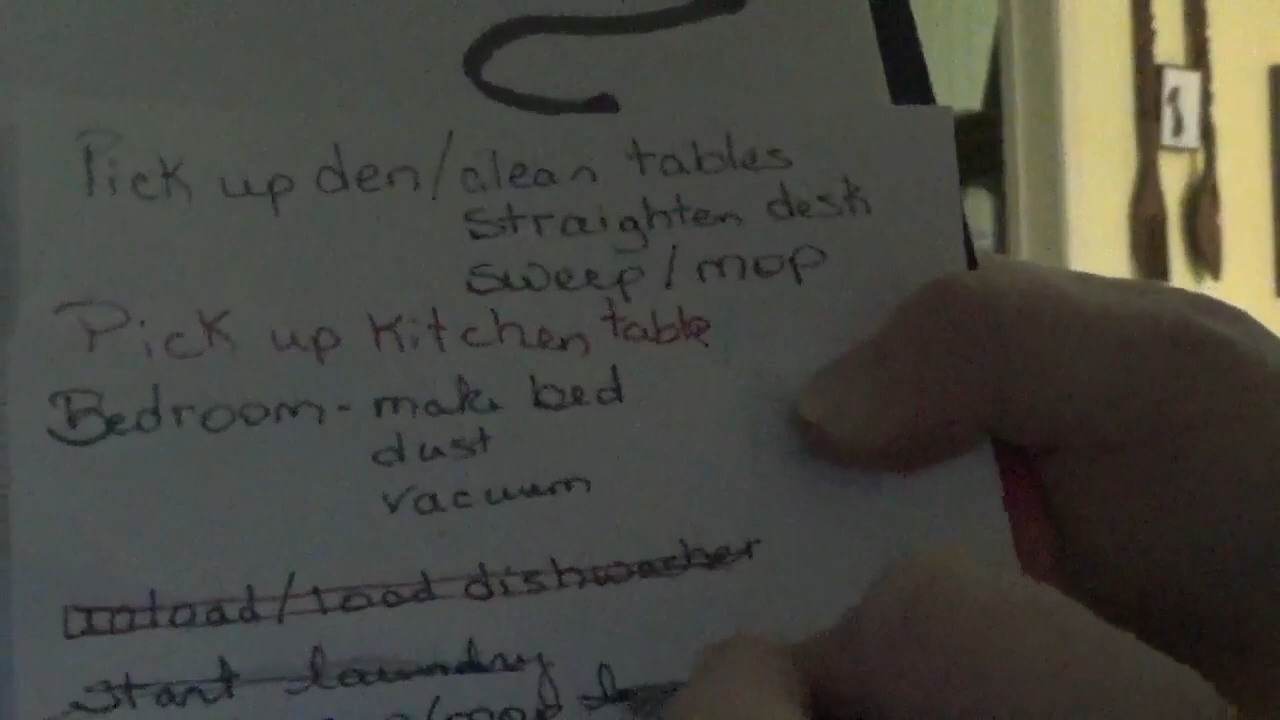 Pick up den/clean tables
straighten desk
sweep/mop
Pick up kitchen table
Bedroom - make bed
dust
vacuum
unload/load dishwasher
start laundry
/mop